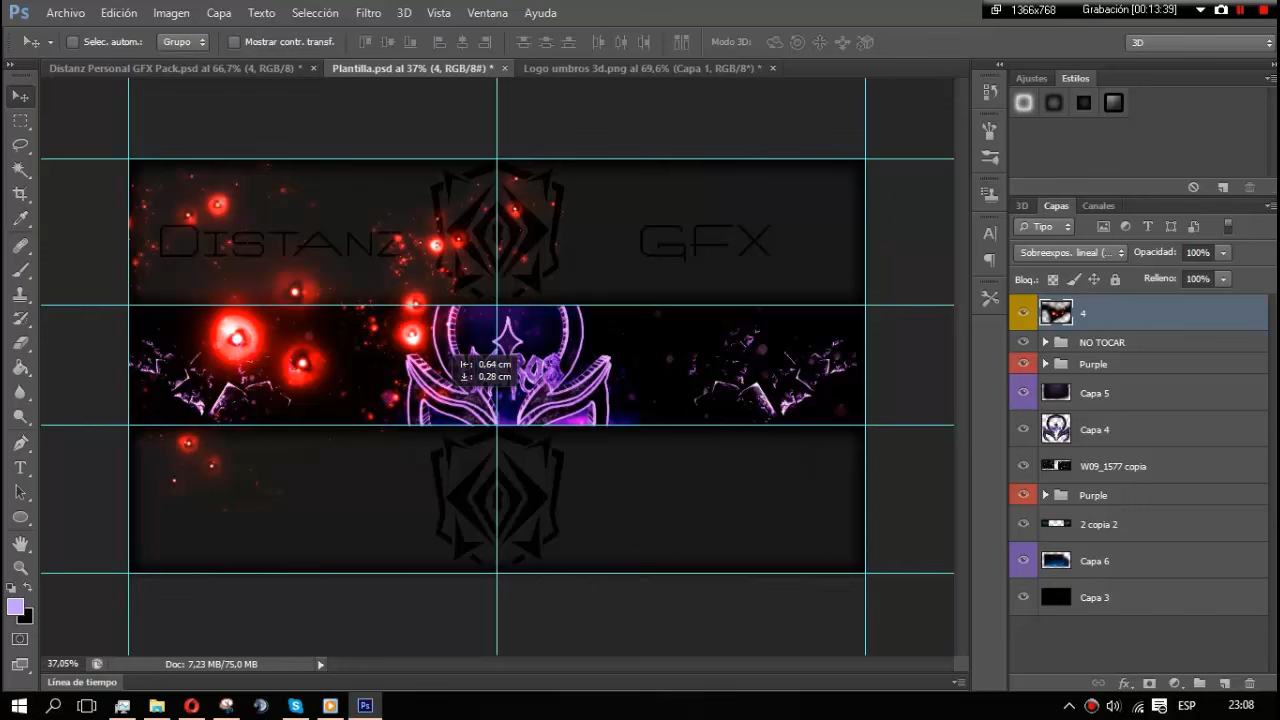 Ps Archivo Edición Imagen Capa Texto Selección Filtro 3D Vista Ventana Ayuda
1366x768 Grabación [00:13:39]
Selec. autom.: Grupo Mostrar contr. transf. Modo 3D: 3D
Distanz Personal GFX Pack.psd al 66,7% (4, RGB/8) * × Plantilla.psd al 37% (4, RGB/8#) * × Logo umbros 3d.png al 69,6% (Capa 1, RGB/8*) * ×
Ajustes Estilos
3D Capas Canales
Tipo
Sobreexpos. lineal (... Opacidad: 100%
Bloq.: Relleno: 100%
4
NO TOCAR
Purple
Capa 5
Capa 4
W09_1577 copia
Purple
2 copia 2
Capa 6
Capa 3
Distanz GFX
0,64 cm
0,28 cm
37,05% Doc: 7,23 MB/75,0 MB
Línea de tiempo
ESP 23:08